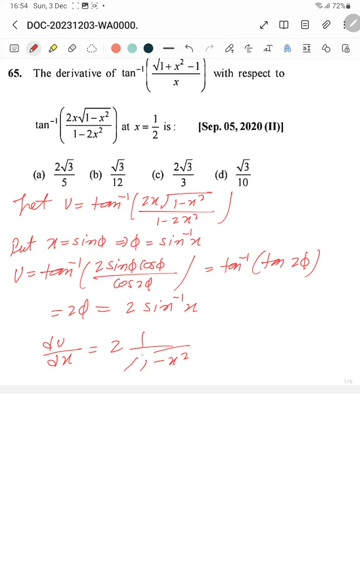 16:54 Sun, 3 Dec 72%
DOC-20231203-WA0000.
65. The derivative of tan⁻¹((√1+x² −1)/x) with respect to
tan⁻¹((2x√1−x²)/(1−2x²)) at x = 1/2 is : [Sep. 05, 2020 (II)]
(a) 2√3/5 (b) √3/12 (c) 2√3/3 (d) √3/10
Let U = tan⁻¹(2x√1−x²/1−2x²)
Put x = sinϕ ⇒ ϕ = sin⁻¹x
U = tan⁻¹(2 sinϕ cosϕ/cos2ϕ) = tan⁻¹(tan 2ϕ)
= 2ϕ = 2 sin⁻¹x
dU/dx = 2 1/√1−x²
1/6